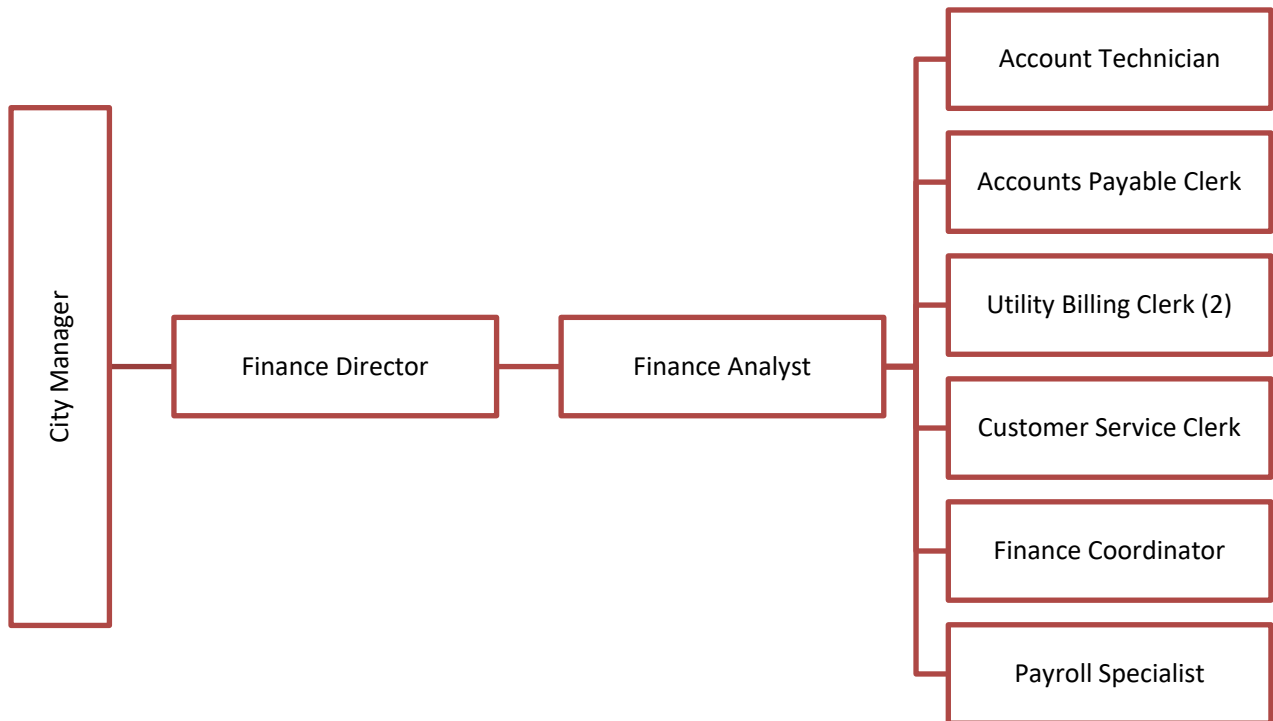 City Manager
Finance Director
Finance Analyst
Account Technician
Accounts Payable Clerk
Utility Billing Clerk (2)
Customer Service Clerk
Finance Coordinator
Payroll Specialist